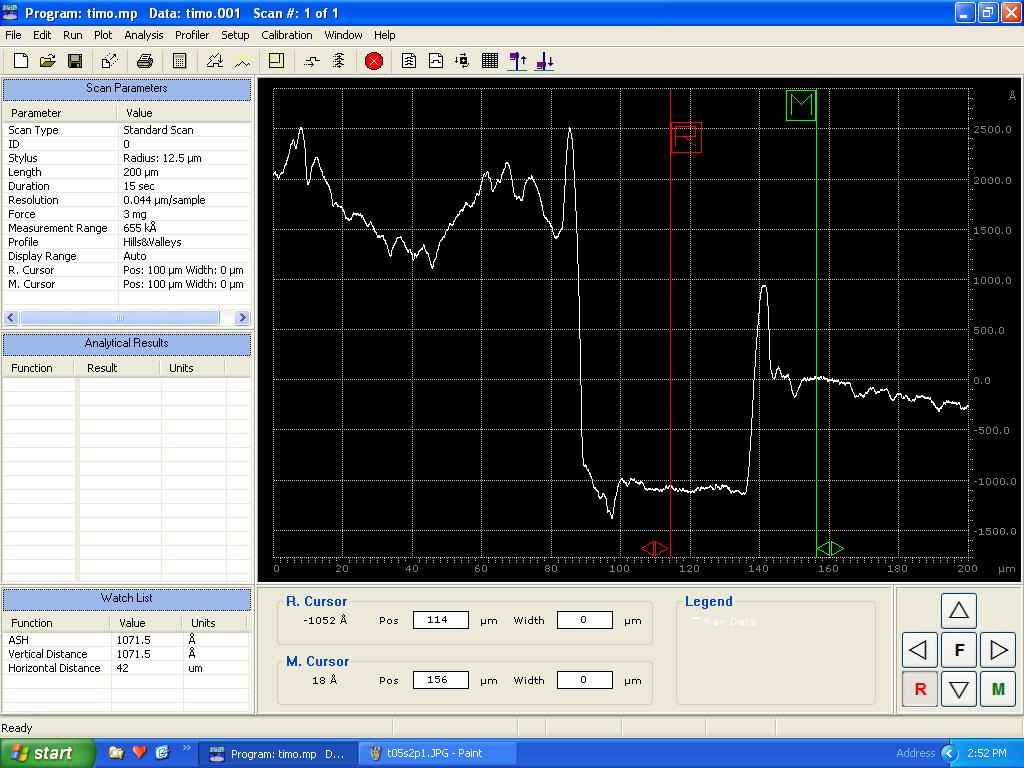 Program: timo.mp   Data: timo.001   Scan #: 1 of 1
File Edit Run Plot Analysis Profiler Setup Calibration Window Help
Scan Parameters
Parameter Value
Scan Type Standard Scan
ID 0
Stylus Radius: 12.5 µm
Length 200 µm
Duration 15 sec
Resolution 0.044 µm/sample
Force 3 mg
Measurement Range 655 kÅ
Profile Hills&Valleys
Display Range Auto
R. Cursor Pos: 100 µm Width: 0 µm
M. Cursor Pos: 100 µm Width: 0 µm
Analytical Results
Function Result Units
Watch List
Function Value Units
ASH 1071.5 Å
Vertical Distance 1071.5 Å
Horizontal Distance 42 um
R
M
Å
2500.0
2000.0
1500.0
1000.0
500.0
0.0
-500.0
-1000.0
-1500.0
0 20 40 60 80 100 120 140 160 180 200 µm
R. Cursor
-1052 Å Pos 114 µm Width 0 µm
M. Cursor
18 Å Pos 156 µm Width 0 µm
Legend
Raw Data
F
R M
Ready
start Program: timo.mp D... t05s2p1.JPG - Paint Address 2:52 PM